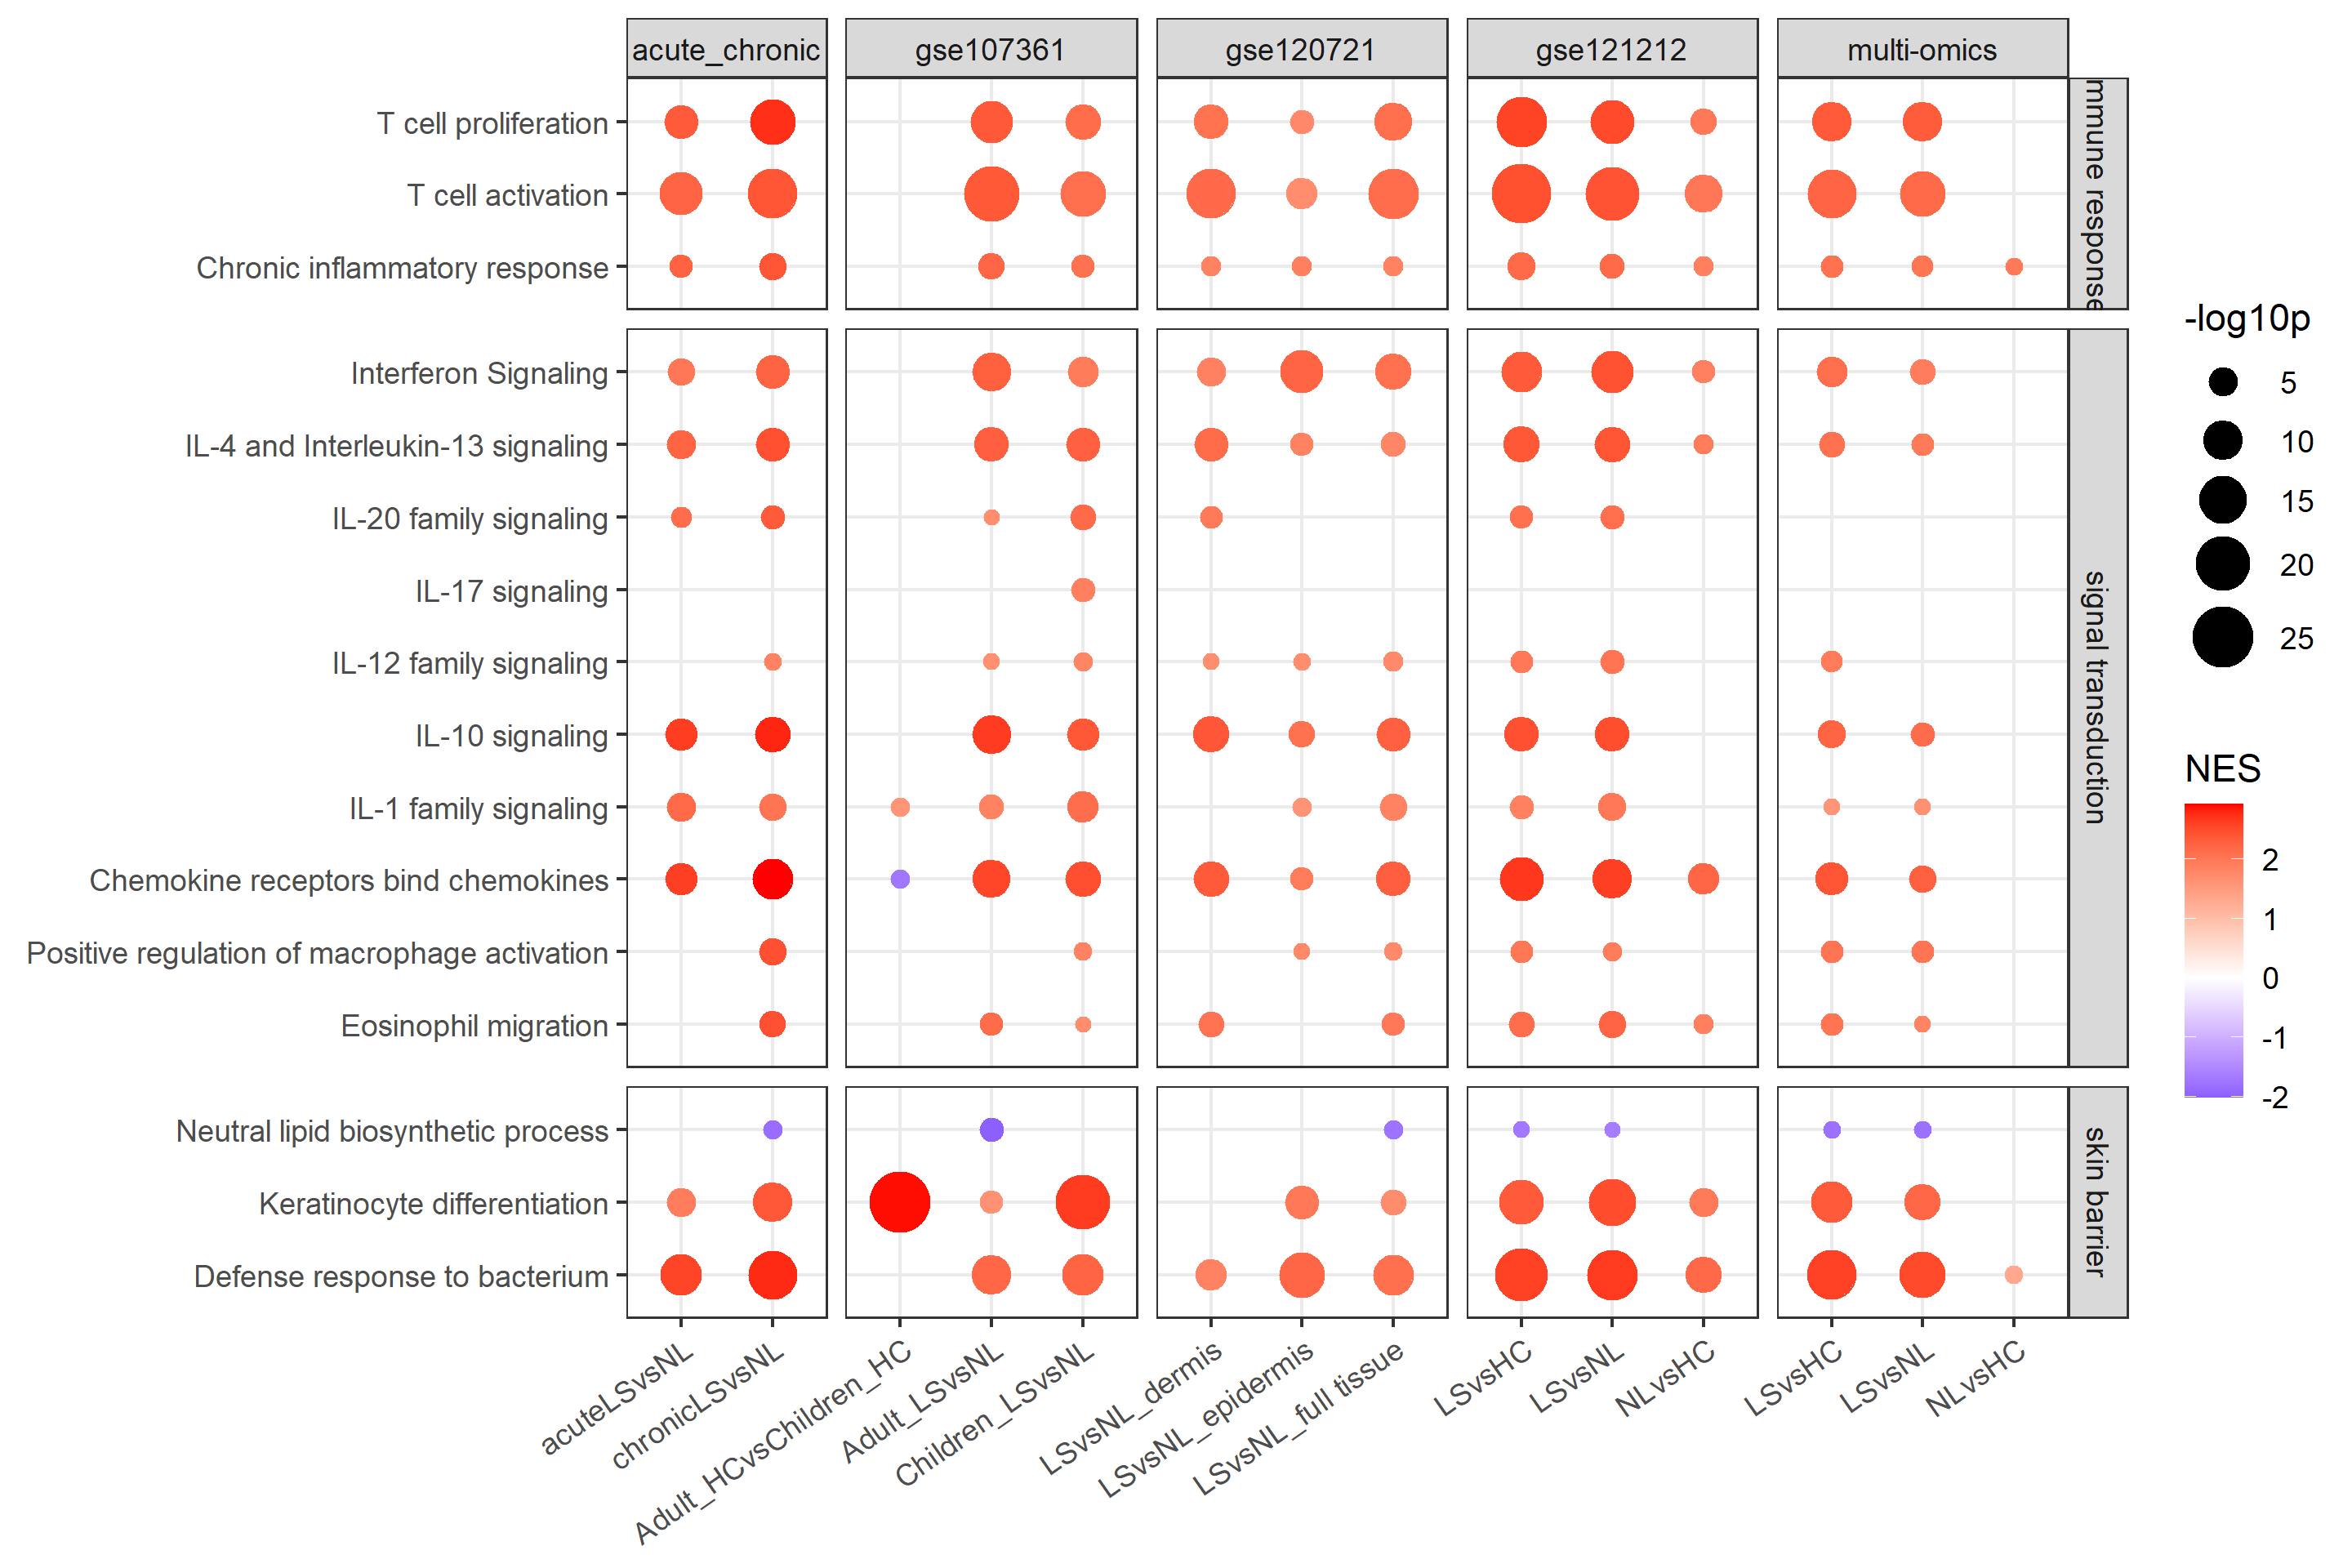 acute_chronic
gse107361
gse120721
gse121212
multi-omics
T cell proliferation
T cell activation
Chronic inflammatory response
mmune response
Interferon Signaling
IL-4 and Interleukin-13 signaling
IL-20 family signaling
IL-17 signaling
IL-12 family signaling
IL-10 signaling
IL-1 family signaling
Chemokine receptors bind chemokines
Positive regulation of macrophage activation
Eosinophil migration
signal transduction
Neutral lipid biosynthetic process
Keratinocyte differentiation
Defense response to bacterium
skin barrier
acuteLSvsNL
chronicLSvsNL
Adult_HCvsChildren_HC
Adult_LSvsNL
Children_LSvsNL
LSvsNL_dermis
LSvsNL_epidermis
LSvsNL_full tissue
LSvsHC
LSvsNL
NLvsHC
LSvsHC
LSvsNL
NLvsHC
-log10p
5
10
15
20
25
NES
2
1
0
-1
-2